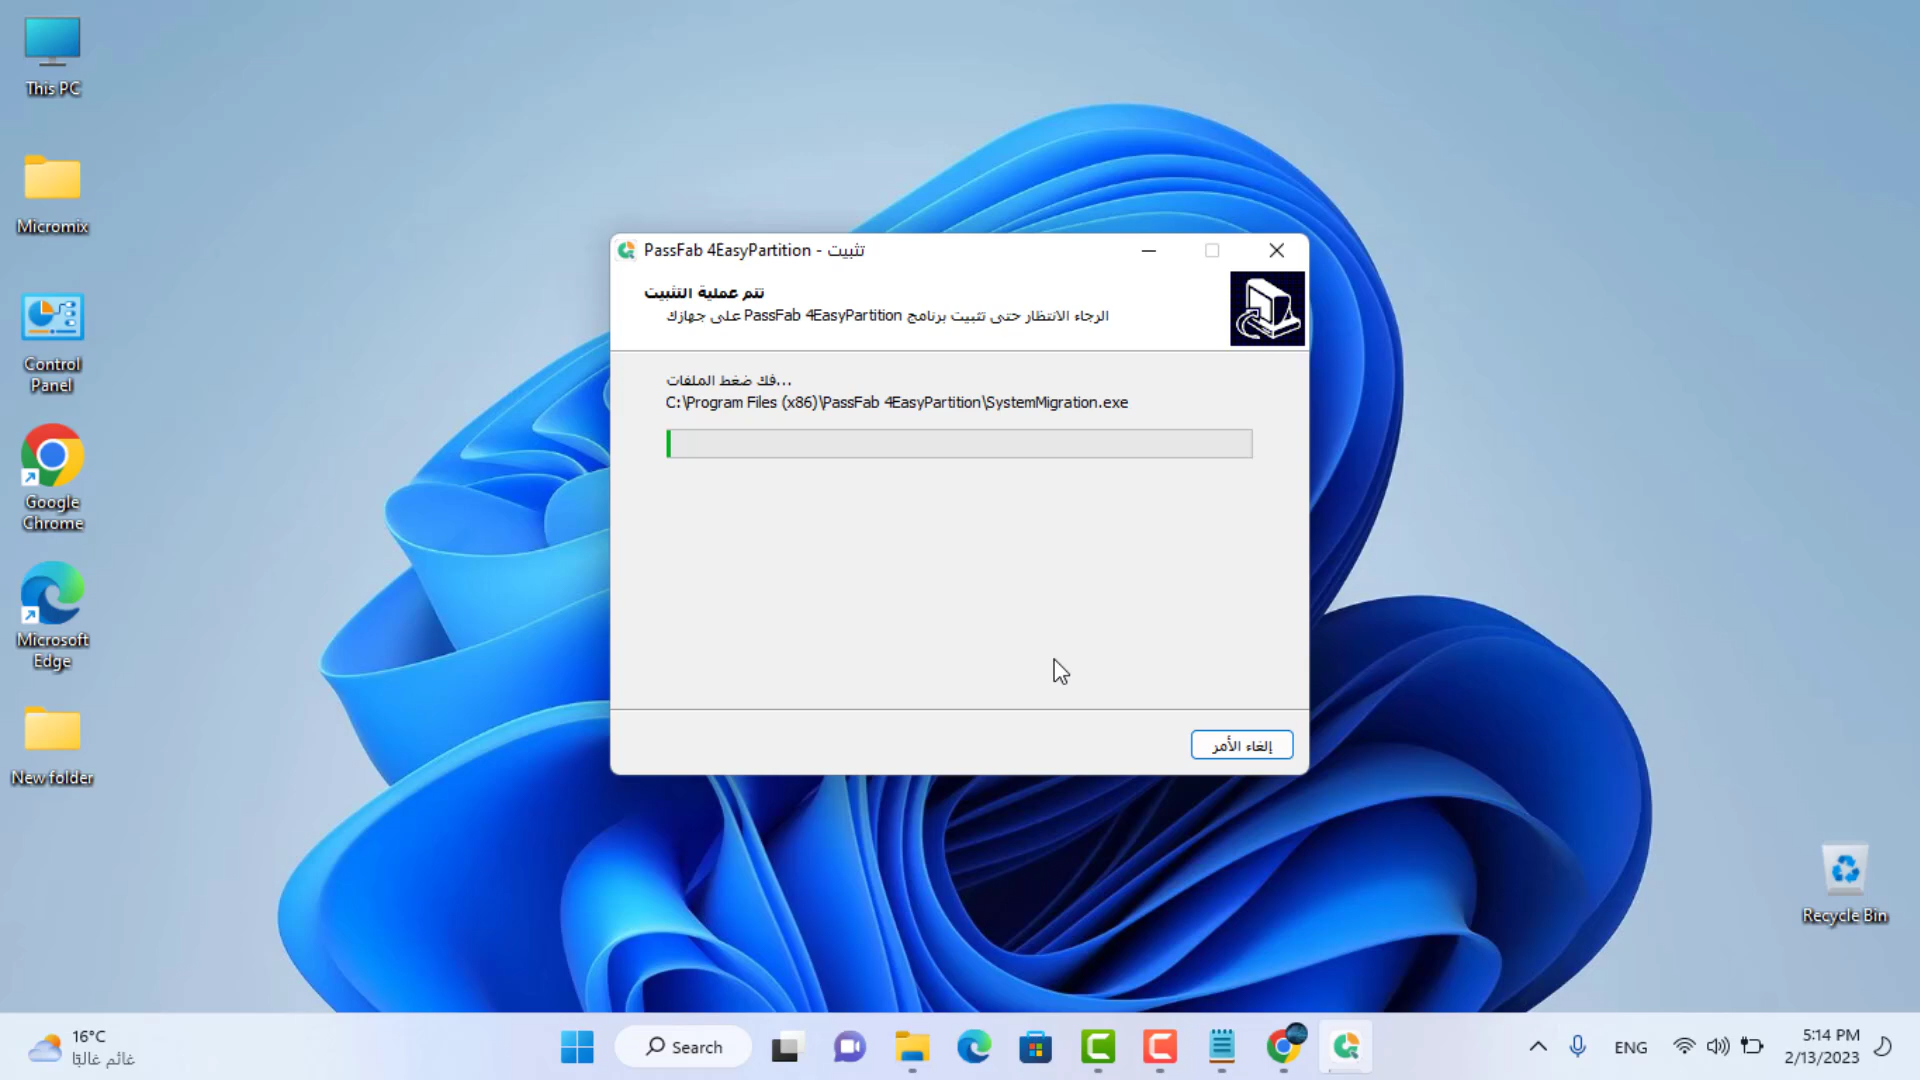 This PC
Micromix
Control
Panel
Google
Chrome
Microsoft
Edge
New folder
PassFab 4EasyPartition - تثبيت
تتم عملية التثبيت
الرجاء الانتظار حتى تثبيت برنامج PassFab 4EasyPartition على جهازك
فك ضغط الملفات...
C:\Program Files (x86)\PassFab 4EasyPartition\SystemMigration.exe
إلغاء الأمر
Recycle Bin
16°C
غائم غالبًا
Search
ENG
5:14 PM
2/13/2023